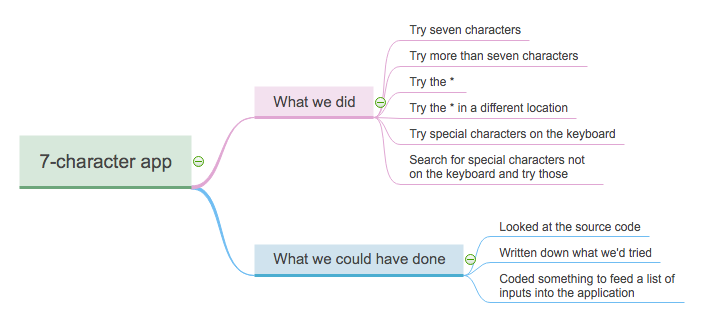 7-character app
What we did
Try seven characters
Try more than seven characters
Try the *
Try the * in a different location
Try special characters on the keyboard
Search for special characters not
on the keyboard and try those
What we could have done
Looked at the source code
Written down what we'd tried
Coded something to feed a list of
inputs into the application